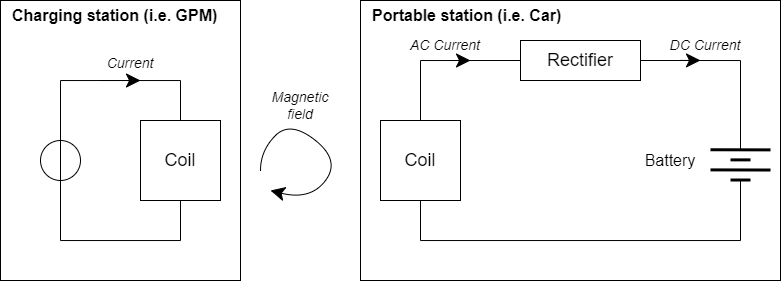 Charging station (i.e. GPM)
Current
Coil
Magnetic
field
Portable station (i.e. Car)
AC Current
Rectifier
DC Current
Coil
Battery